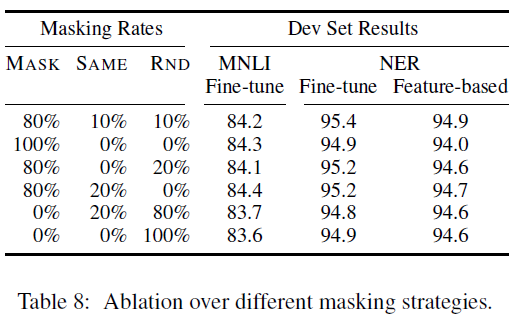 Masking Rates Dev Set Results
MASK SAME RND MNLI NER
Fine-tune Fine-tune Feature-based
80% 10% 10% 84.2 95.4 94.9
100% 0% 0% 84.3 94.9 94.0
80% 0% 20% 84.1 95.2 94.6
80% 20% 0% 84.4 95.2 94.7
0% 20% 80% 83.7 94.8 94.6
0% 0% 100% 83.6 94.9 94.6
Table 8: Ablation over different masking strategies.